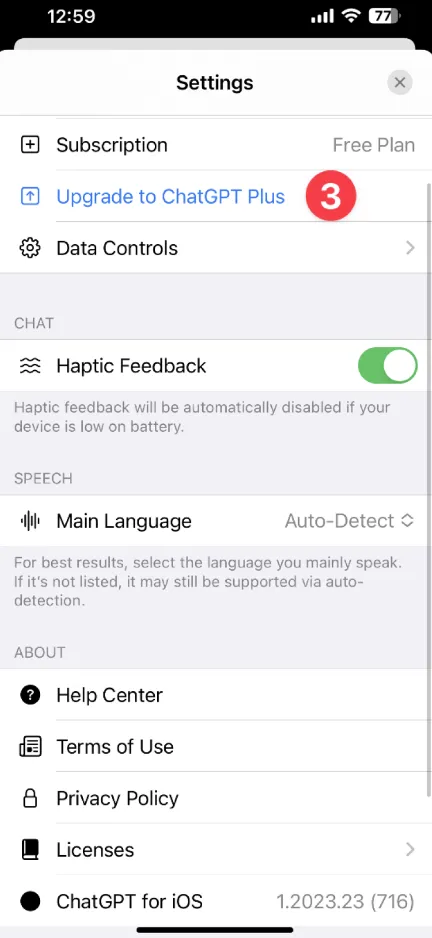 12:59
77
Settings
Subscription Free Plan
Upgrade to ChatGPT Plus 3
Data Controls
CHAT
Haptic Feedback
Haptic feedback will be automatically disabled if your
device is low on battery.
SPEECH
Main Language Auto-Detect
For best results, select the language you mainly speak.
If it's not listed, it may still be supported via auto-
detection.
ABOUT
? Help Center
Terms of Use
Privacy Policy
Licenses
ChatGPT for iOS 1.2023.23 (716)